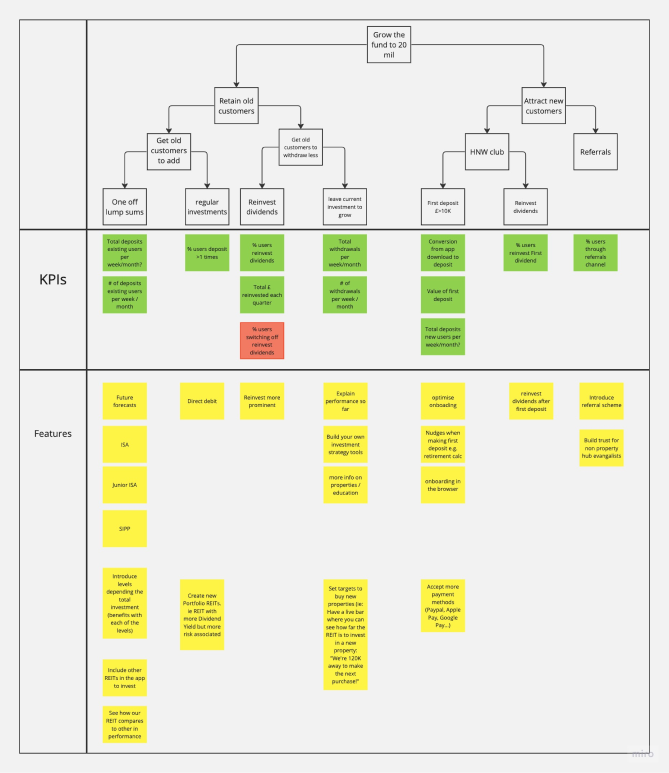 Grow the
fund to 20
mil
Retain old
customers
Attract new
customers
Get old
customers
to add
Get old
customers to
withdraw less
HNW club
Referrals
One off
lump sums
regular
investments
Reinvest
dividends
leave current
investment to
grow
First deposit
£>10K
Reinvest
dividends
KPIs
Total deposits
existing users
per
week/month?
% users deposit
>1 times
% users
reinvest
dividends
Total
withdrawals
per
week/month
Conversion
from app
download to
deposit
% users
reinvest first
dividend
% users
through
referrals
channel
# of deposits
existing users
per week /
month
Total £
reinvested each
quarter
# of
withdrawals
per week /
month
Value of first
deposit
% users
switching off
reinvest
dividends
Total deposits
new users per
week/month?
Features
Future
forecasts
Direct debit
Reinvest more
prominent
Explain
performance so
far
optimise
onboading
reinvest
dividends after
first deposit
Introduce
referral scheme
ISA
Build your own
investment
strategy tools
Nudges when
making first
deposit e.g.
retirement calc
Build trust for
non property
hub evangalists
Junior ISA
more info on
properties /
education
onboarding in
the browser
SIPP
Introduce
levels
depending the
total
investment
(benefits with
each of the
levels)
Create new
Portfolio REITs.
ie REIT with
more Dividend
Yield but more
risk associated
Set targets to
buy new
properties (ie:
Have a live bar
where you can
see how far the
REIT is to invest
in a new
property:
"We're 120K
away to make
the next
purchase!"
Accept more
payment
methods
(Paypal, Apple
Pay, Google
Pay...)
Include other
REITs in the app
to invest
See how our
REIT compares
to other in
performance
miro